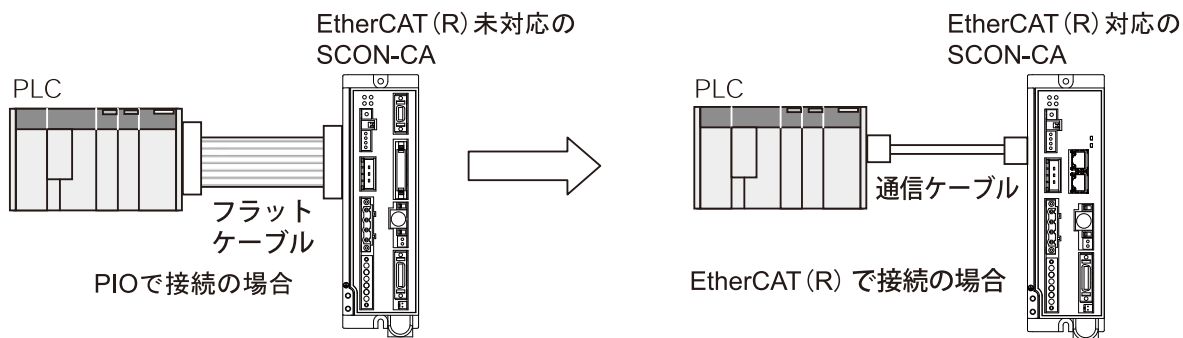 EtherCAT(R)未対応の
SCON-CA
PLC
フラット
ケーブル
PIOで接続の場合
EtherCAT(R)対応の
SCON-CA
PLC
通信ケーブル
EtherCAT(R) で接続の場合